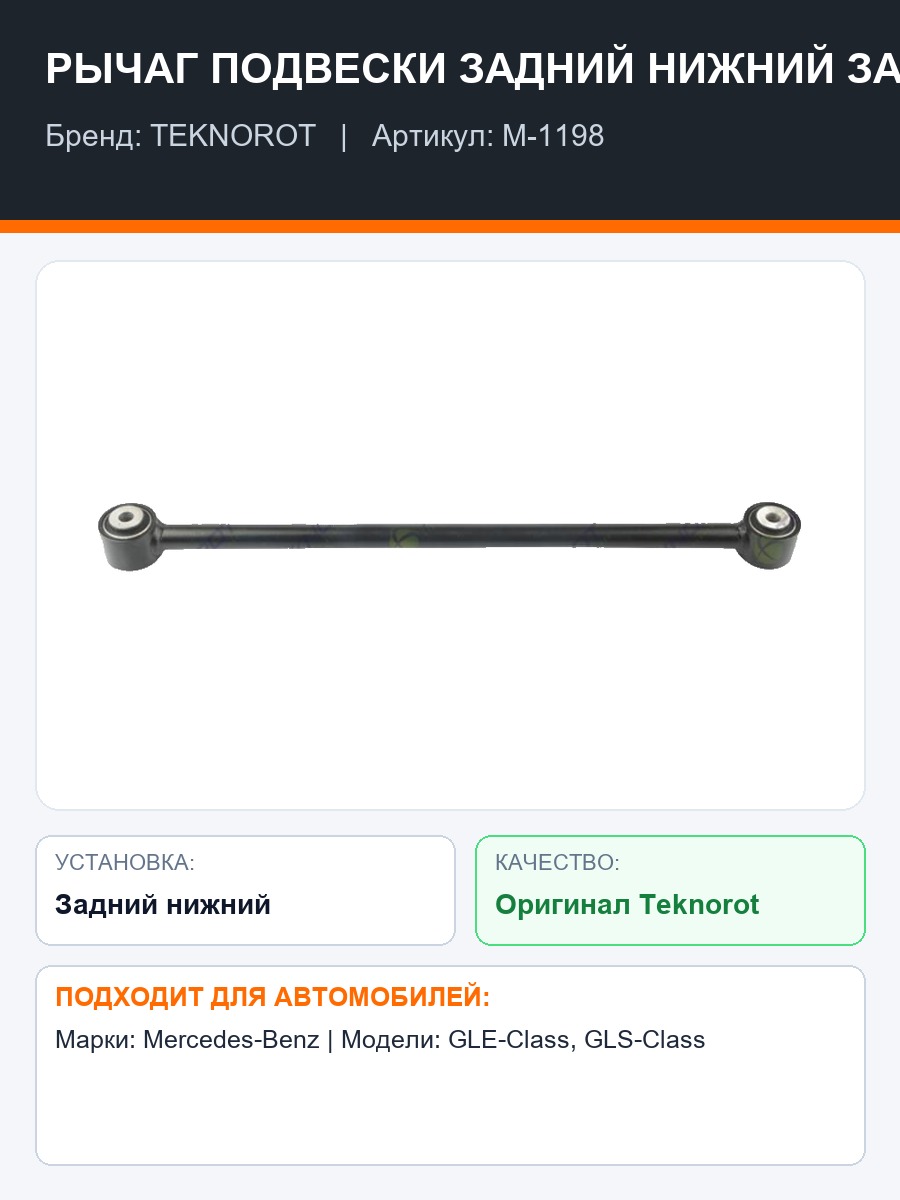 РЫЧАГ ПОДВЕСКИ ЗАДНИЙ НИЖНИЙ ЗА
Бренд: TEKNOROT | Артикул: M-1198
УСТАНОВКА:
Задний нижний
КАЧЕСТВО:
Оригинал Teknorot
ПОДХОДИТ ДЛЯ АВТОМОБИЛЕЙ:
Марки: Mercedes-Benz | Модели: GLE-Class, GLS-Class